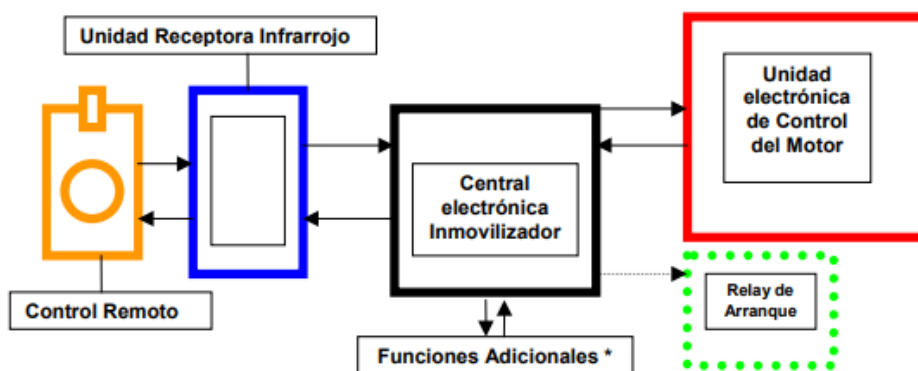 Unidad Receptora Infrarrojo
Unidad
electrónica
de Control
del Motor
Central
electrónica
Inmovilizador
Relay de
Arranque
Control Remoto
Funciones Adicionales *